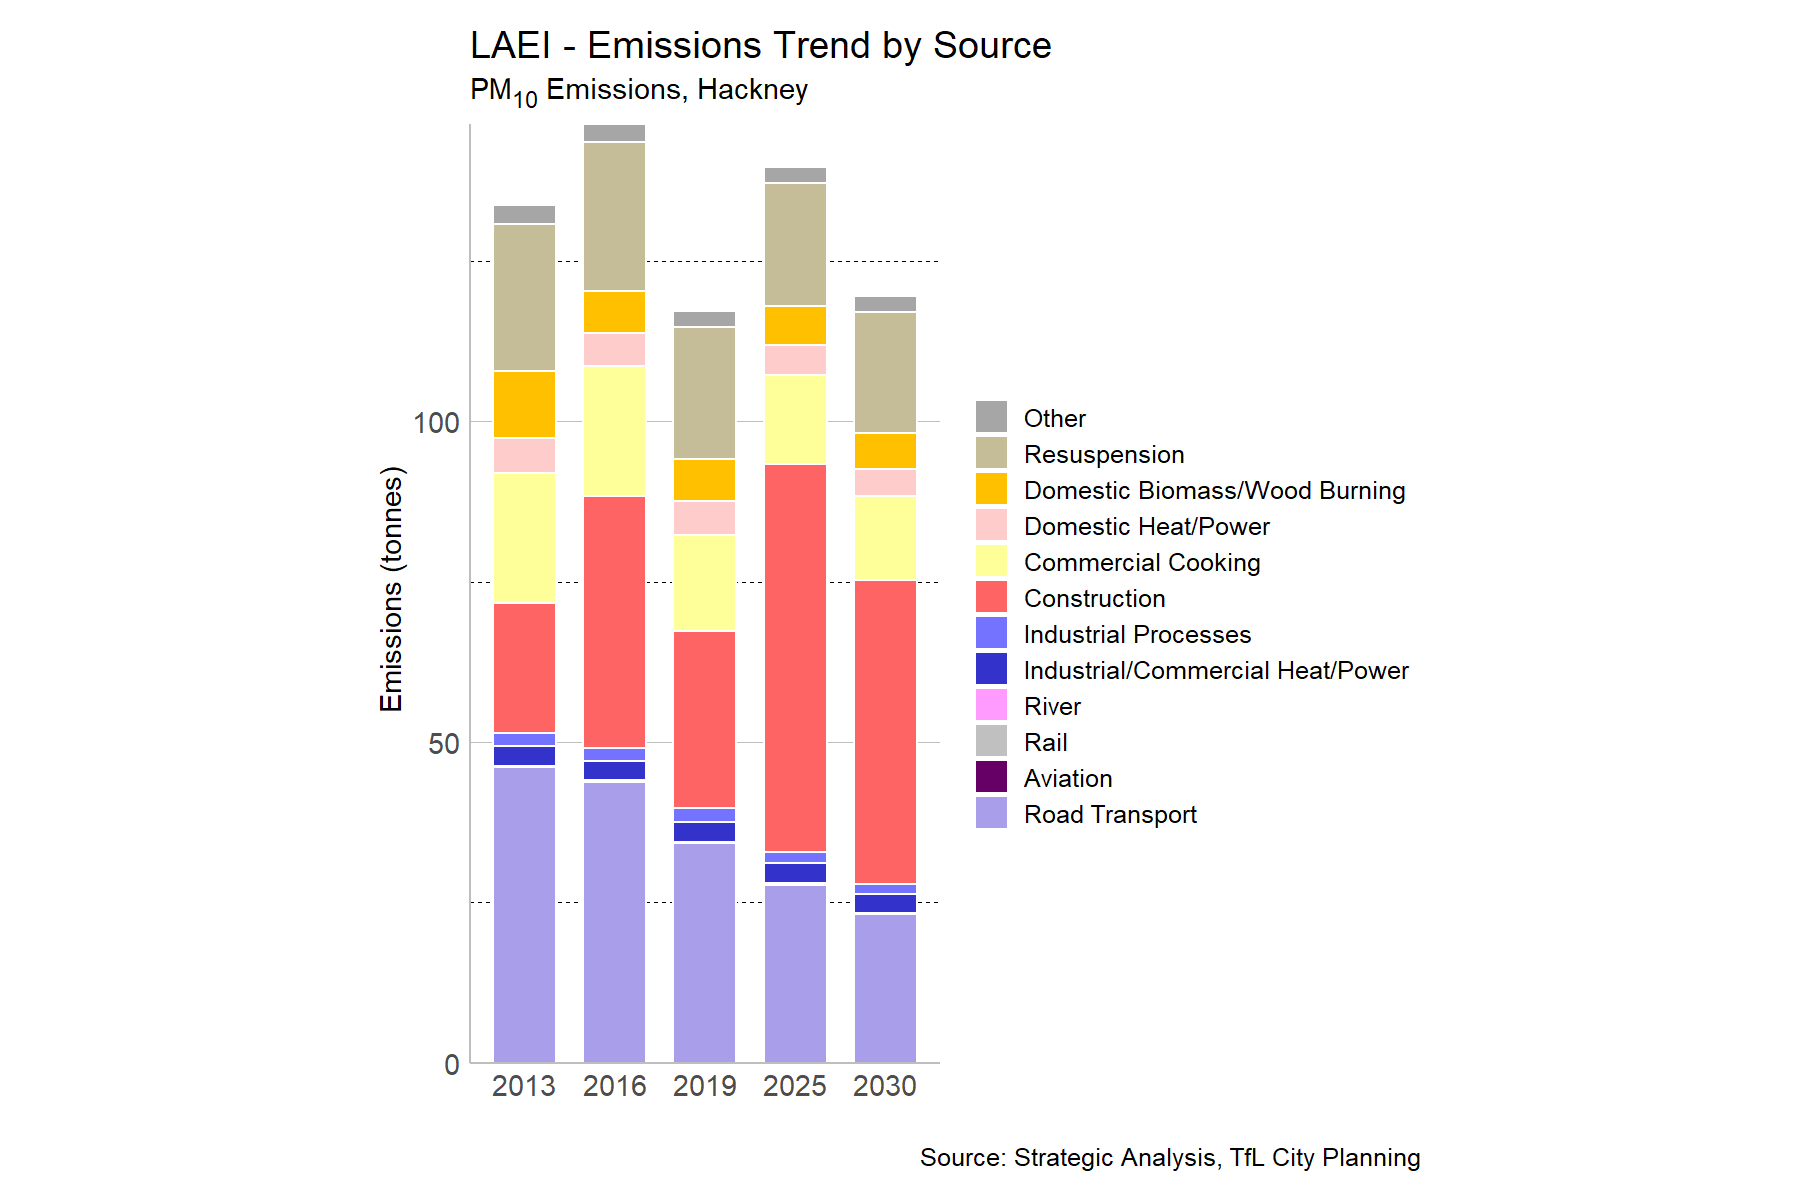 LAEI - Emissions Trend by Source
PM10 Emissions, Hackney
Emissions (tonnes)
100
50
0
2013 2016 2019 2025 2030
Other
Resuspension
Domestic Biomass/Wood Burning
Domestic Heat/Power
Commercial Cooking
Construction
Industrial Processes
Industrial/Commercial Heat/Power
River
Rail
Aviation
Road Transport
Source: Strategic Analysis, TfL City Planning